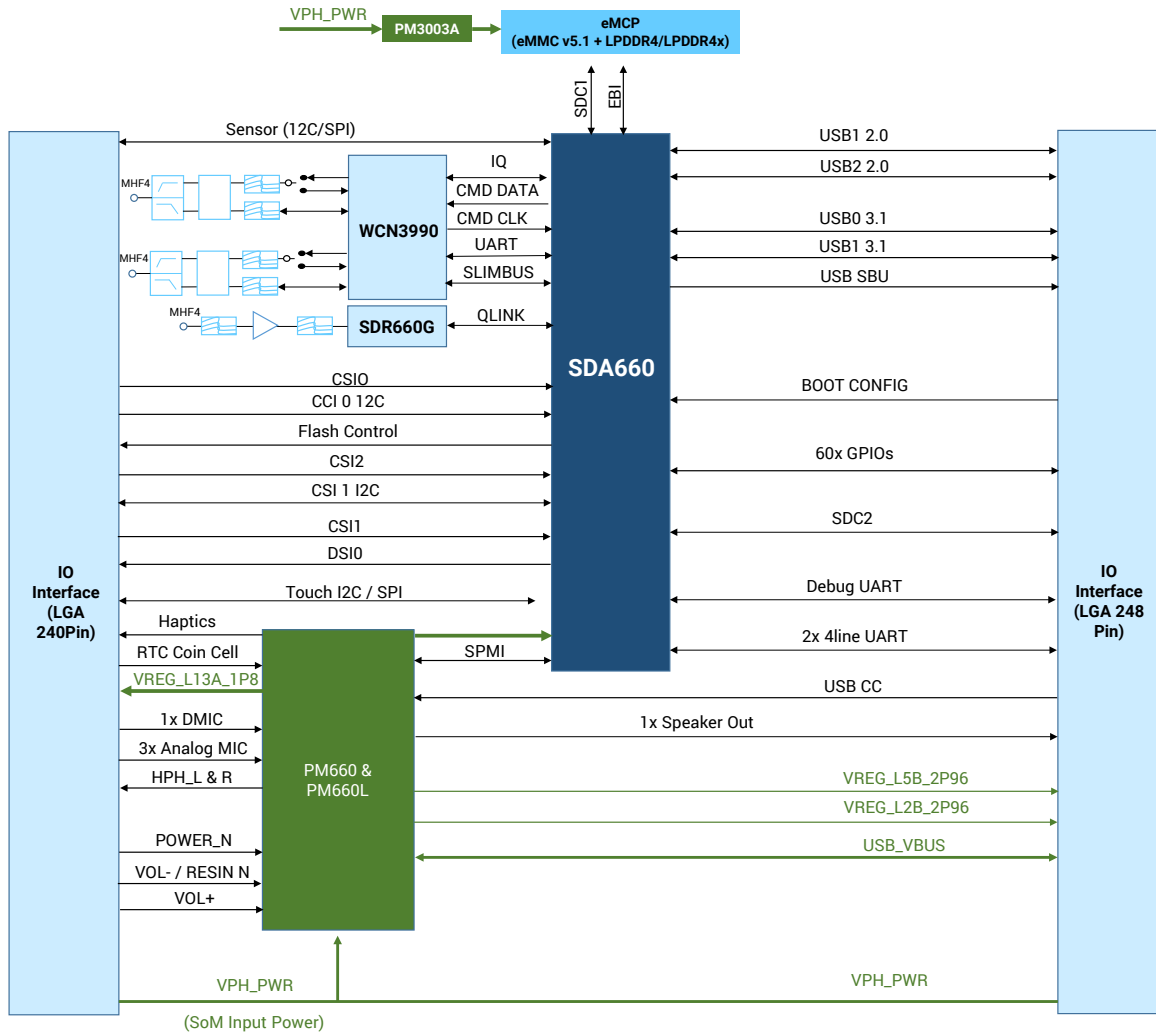 VPH_PWR
PM3003A
eMCP
(eMMC v5.1 + LPDDR4/LPDDR4x)
SDC1
EBI
Sensor (12C/SPI)
USB1 2.0
USB2 2.0
MHF4
IQ
CMD DATA
CMD CLK
WCN3990
UART
SLIMBUS
MHF4
USB0 3.1
USB1 3.1
USB SBU
MHF4
SDR660G
QLINK
SDA660
CSI0
CCI 0 12C
Flash Control
CSI2
CSI 1 I2C
CSI1
DSI0
BOOT CONFIG
60x GPIOs
SDC2
IO
Interface
(LGA
240Pin)
IO
Interface
(LGA 248
Pin)
Touch I2C / SPI
Debug UART
Haptics
2x 4line UART
RTC Coin Cell
SPMI
VREG_L13A_1P8
USB CC
1x DMIC
1x Speaker Out
3x Analog MIC
HPH_L & R
PM660 &
PM660L
VREG_L5B_2P96
VREG_L2B_2P96
POWER_N
USB_VBUS
VOL- / RESIN N
VOL+
VPH_PWR
VPH_PWR
(SoM Input Power)